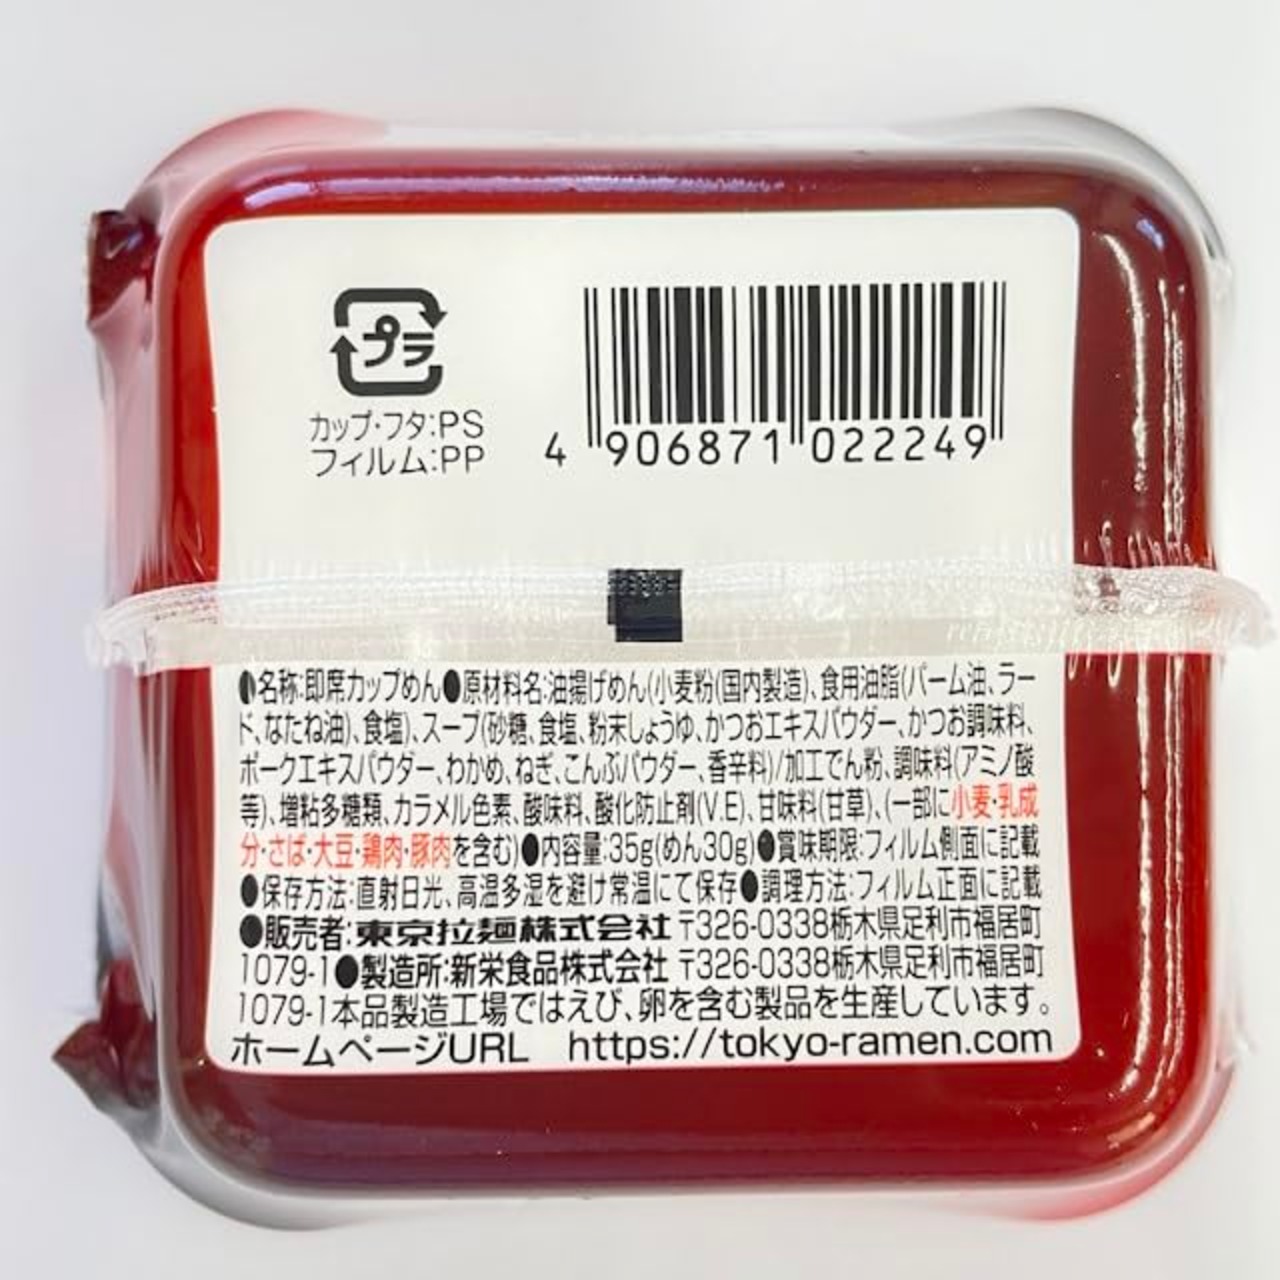 プラ
カップ・フタ:PS
フィルム:PP
4 906871 022249
●名称:即席カップめん●原材料名:油揚げめん(小麦粉(国内製造)、食用油脂(パーム油、ラー
ド、なたね油)、食塩)、スープ(砂糖、食塩、粉末しょうゆ、かつおエキスパウダー、かつお調味料、
ポークエキスパウダー、わかめ、ねぎ、こんぶパウダー、香辛料)/加工でん粉、調味料(アミノ酸
等)、増粘多糖類、カラメル色素、酸味料、酸化防止剤(V.E)、甘味料(甘草)、(一部に小麦・乳成
分・さば・大豆・鶏肉・豚肉を含む)●内容量:35g(めん30g)●賞味期限:フィルム側面に記載
●保存方法:直射日光、高温多湿を避け常温にて保存●調理方法:フィルム正面に記載
●販売者:東京拉麺株式会社 〒326-0338栃木県足利市福居町
1079-1●製造所:新栄食品株式会社 〒326-0338栃木県足利市福居町
1079-1本品製造工場ではえび、卵を含む製品を生産しています。
ホームページURL https://tokyo-ramen.com